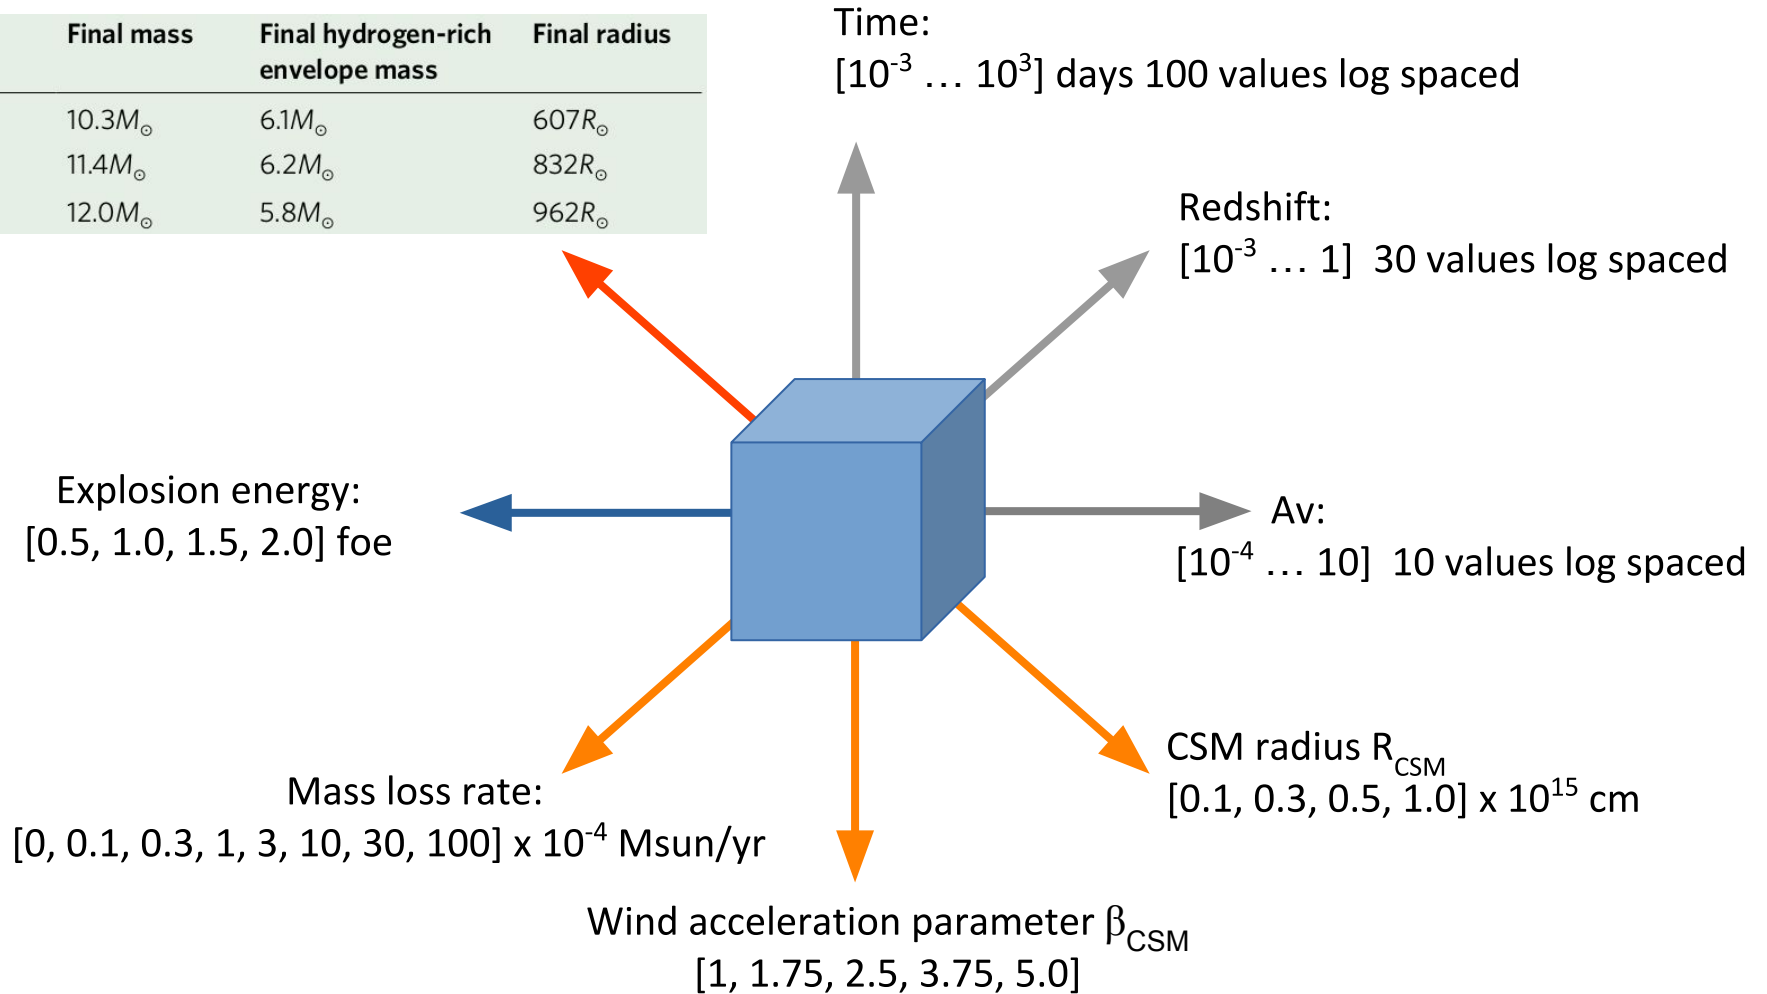 Final mass Final hydrogen-rich envelope mass Final radius
10.3M☉ 6.1M☉ 607R☉
11.4M☉ 6.2M☉ 832R☉
12.0M☉ 5.8M☉ 962R☉
Time:
[10⁻³ … 10³] days 100 values log spaced
Redshift:
[10⁻³ … 1] 30 values log spaced
Explosion energy:
[0.5, 1.0, 1.5, 2.0] foe
Av:
[10⁻⁴ … 10] 10 values log spaced
Mass loss rate:
[0, 0.1, 0.3, 1, 3, 10, 30, 100] x 10⁻⁴ Msun/yr
CSM radius R_CSM
[0.1, 0.3, 0.5, 1.0] x 10¹⁵ cm
Wind acceleration parameter β_CSM
[1, 1.75, 2.5, 3.75, 5.0]